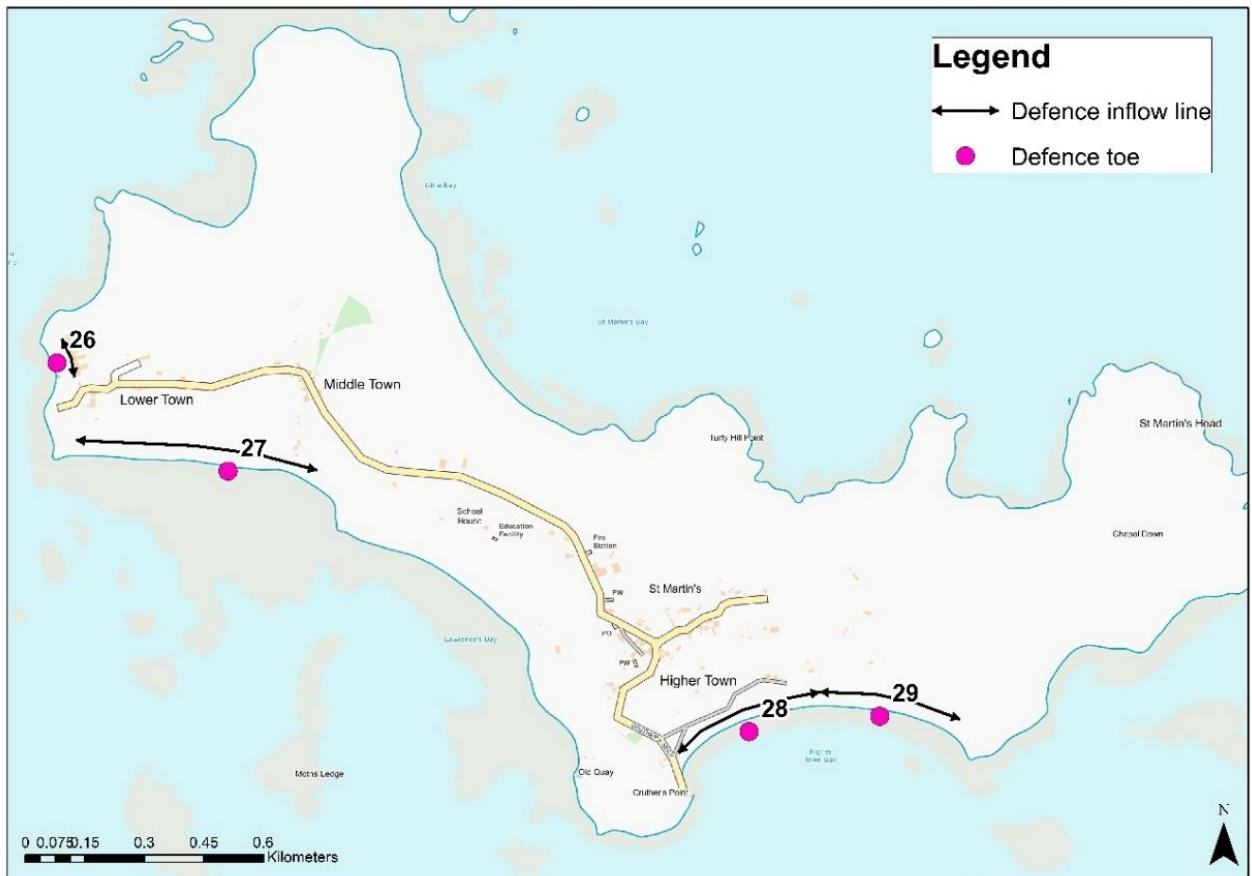 Legend
Defence inflow line
Defence toe
St Martin's Bay
26
Middle Town
Lower Town
27
Turfy Hill Point
St Martin's Head
School
House
Education
Facility
Fire
Station
Chapel Down
PW
St Martin's
PO
Lawrence's Bay
PW
Higher Town
28
29
Higher
Town Bay
Old Quay
Moths Ledge
Cruther's Point
0 0.075 0.15 0.3 0.45 0.6
Kilometers
N